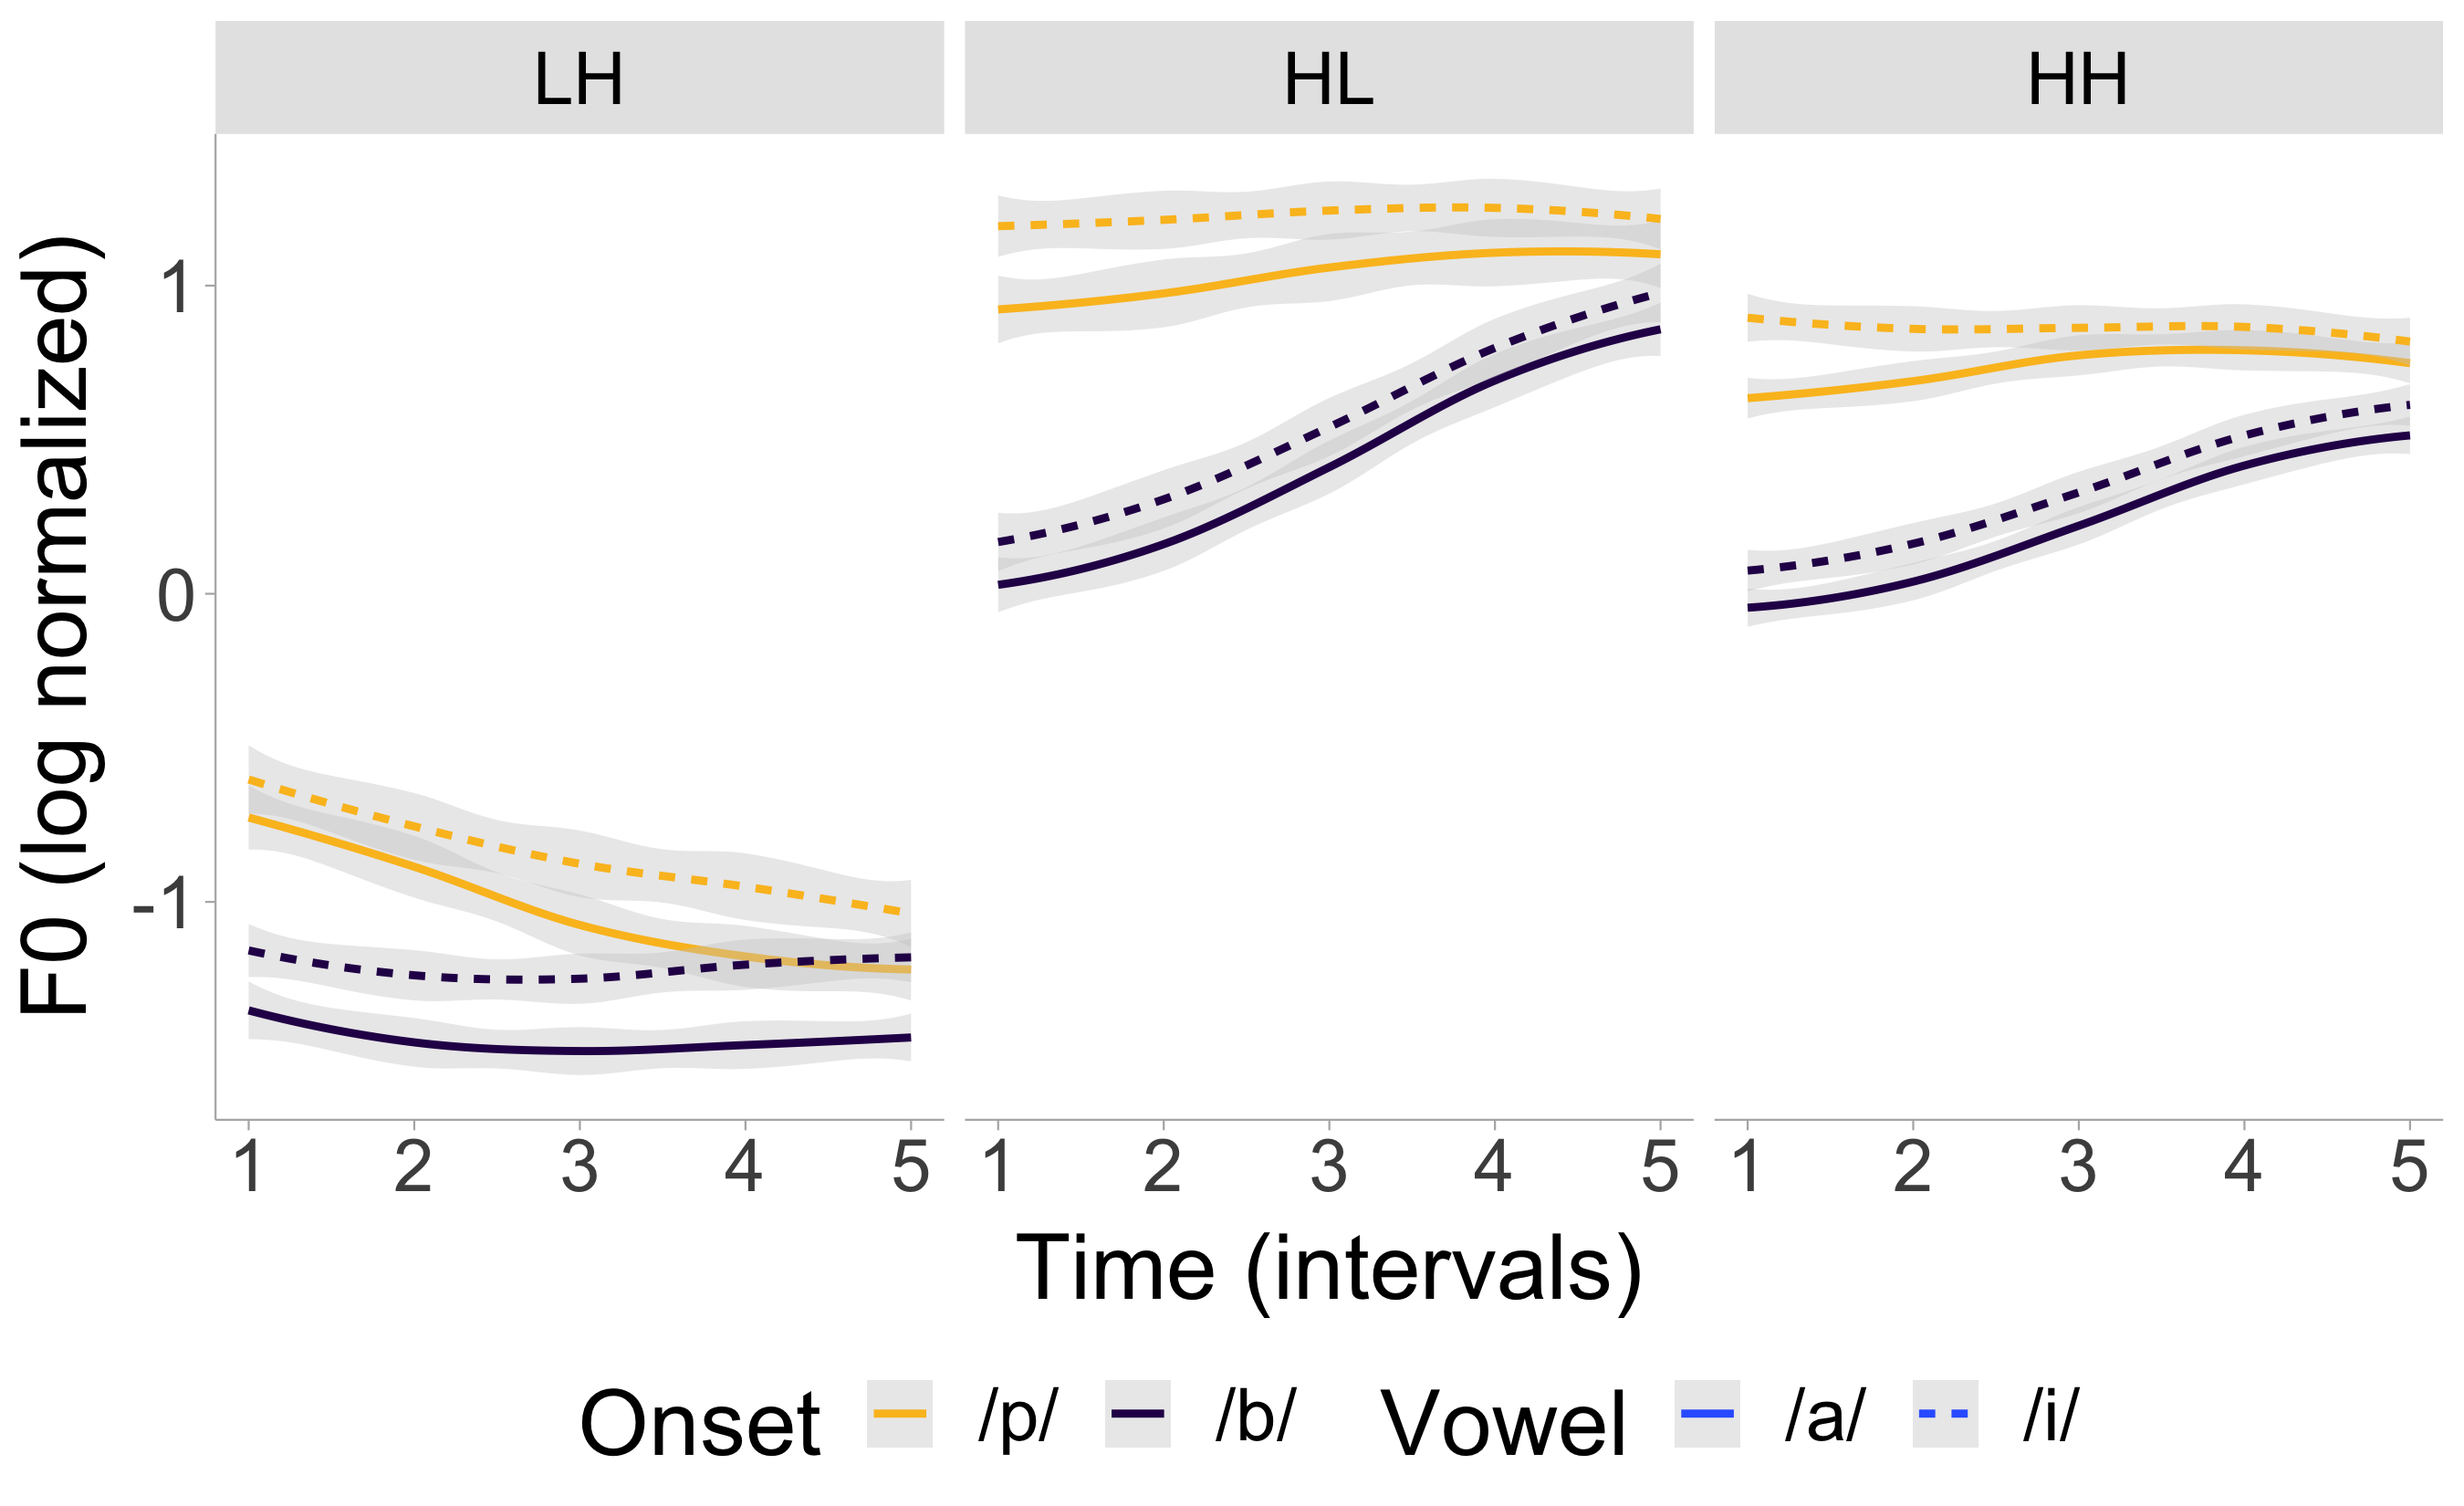 LH HL HH
F0 (log normalized)
1
0
-1
1 2 3 4 5 1 2 3 4 5 1 2 3 4 5
Time (intervals)
Onset /p/ /b/ Vowel /a/ /i/